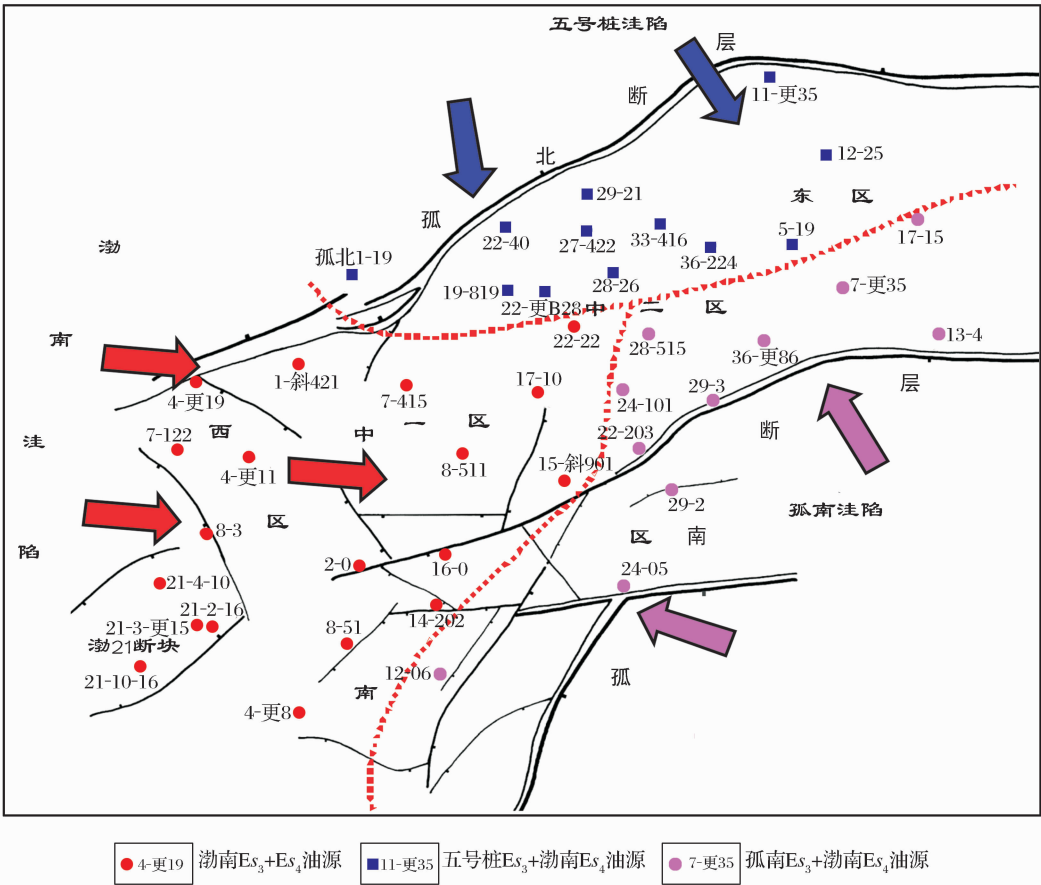 五号桩洼陷
层
断
11-更35
北
12-25
29-21
东 区
孤
22-40
27-422
33-416
36-224
5-19
17-15
渤
孤北1-19
28-26
19-819
22-更B28
中 二 区
7-更35
南
22-22
28-515
36-更86
13-4
1-斜421
4-更19
7-415
17-10
24-101
29-3
层
断
7-122
西
中 一 区
22-203
洼
4-更11
8-511
15-斜901
29-2
孤南洼陷
区
8-3
区 南
陷
2-0
16-0
24-05
21-4-10
21-2-16
21-3-更15
14-202
8-51
渤21断块
21-10-16
12-06
孤
南
4-更8
4-更19 渤南Es3+Es4油源
11-更35 五号桩Es3+渤南Es4油源
7-更35 孤南Es3+渤南Es4油源